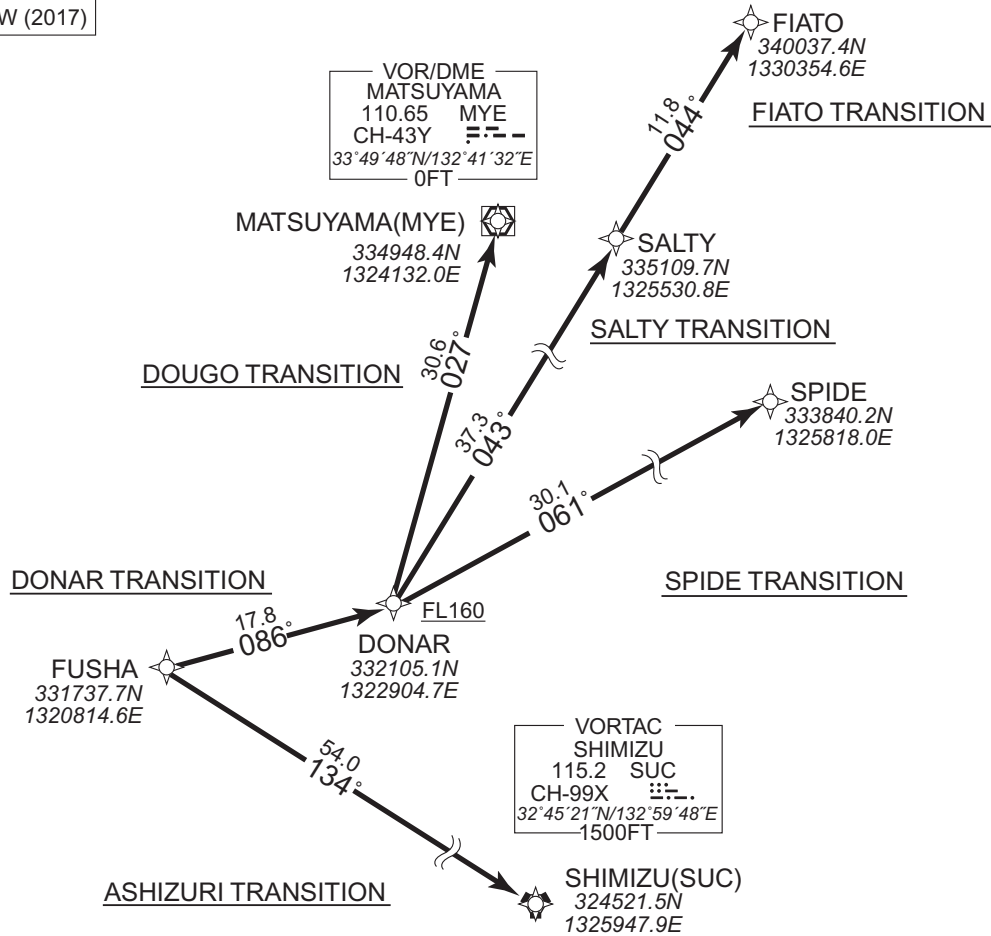 W (2017)
FIATO
340037.4N
1330354.6E
FIATO TRANSITION
11.8
044°
VOR/DME
MATSUYAMA
110.65 MYE
CH-43Y
33°49´48˝N/132°41´32˝E
0FT
MATSUYAMA(MYE)
334948.4N
1324132.0E
SALTY
335109.7N
1325530.8E
SALTY TRANSITION
DOUGO TRANSITION
30.6
027°
37.3
043°
SPIDE
333840.2N
1325818.0E
30.1
061°
SPIDE TRANSITION
DONAR TRANSITION
17.8
086°
FL160
DONAR
332105.1N
1322904.7E
FUSHA
331737.7N
1320814.6E
54.0
134°
VORTAC
SHIMIZU
115.2 SUC
CH-99X
32°45´21˝N/132°59´48˝E
1500FT
SHIMIZU(SUC)
324521.5N
1325947.9E
ASHIZURI TRANSITION